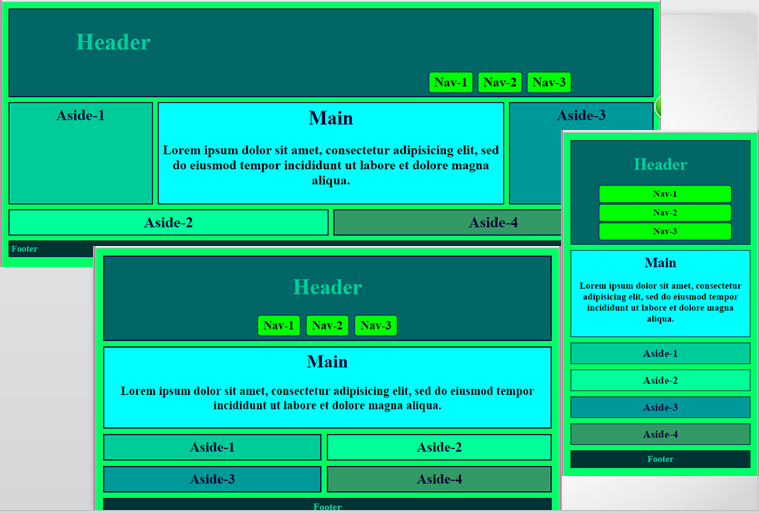 Header
Nav-1 Nav-2 Nav-3
Aside-1
Main
Lorem ipsum dolor sit amet, consectetur adipisicing elit, sed
do eiusmod tempor incididunt ut labore et dolore magna
aliqua.
Aside-3
Aside-2
Aside-4
Footer
Header
Nav-1 Nav-2 Nav-3
Main
Lorem ipsum dolor sit amet, consectetur adipisicing elit, sed do eiusmod tempor
incididunt ut labore et dolore magna aliqua.
Aside-1
Aside-2
Aside-3
Aside-4
Footer
Header
Nav-1
Nav-2
Nav-3
Main
Lorem ipsum dolor sit amet, consectetur
adipisicing elit, sed do eiusmod tempor
incididunt ut labore et dolore magna
aliqua.
Aside-1
Aside-2
Aside-3
Aside-4
Footer